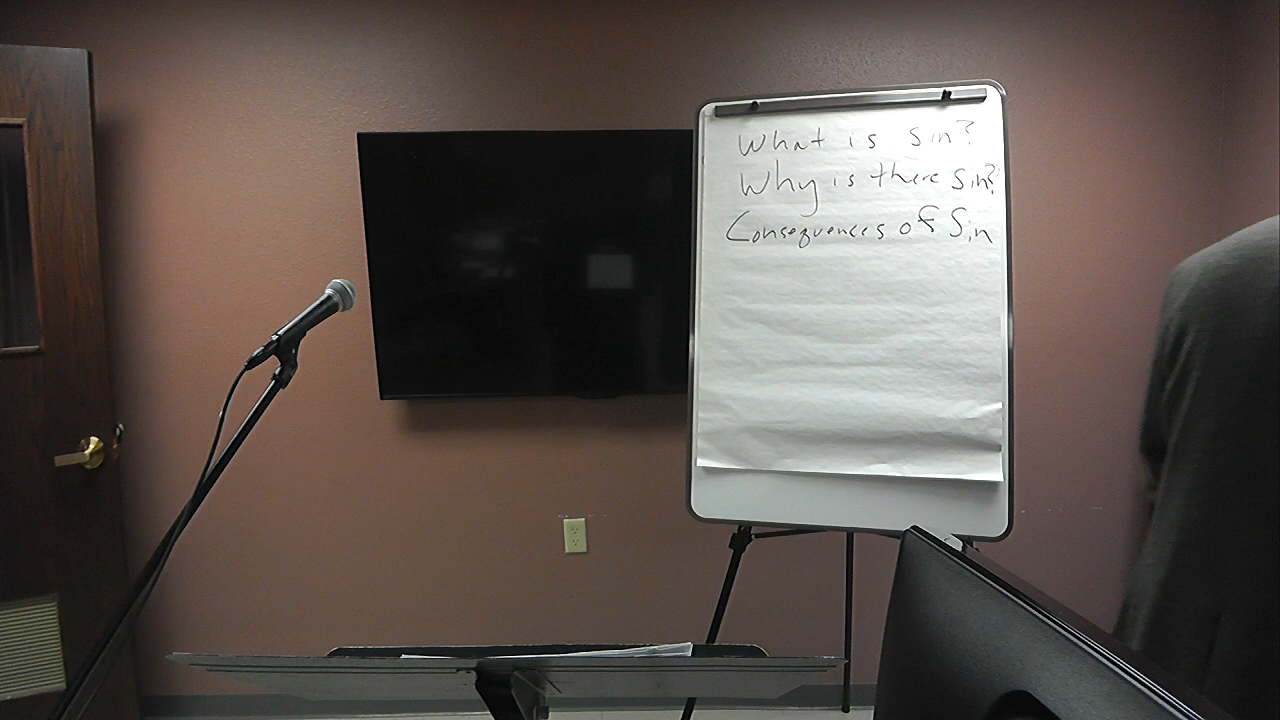 What is Sin?
Why is there Sin?
Consequences of Sin